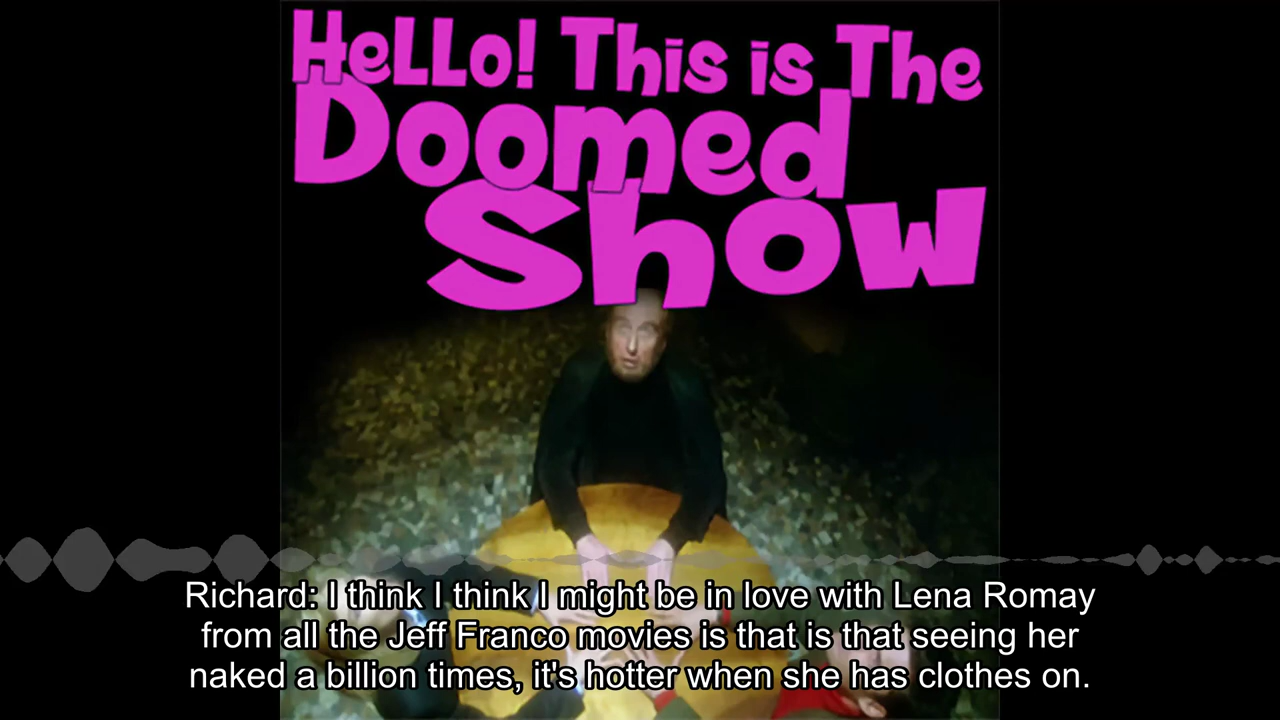 HeLLo! This is The
Doomed
Show
Richard: I think I think I might be in love with Lena Romay
from all the Jeff Franco movies is that is that seeing her
naked a billion times, it's hotter when she has clothes on.